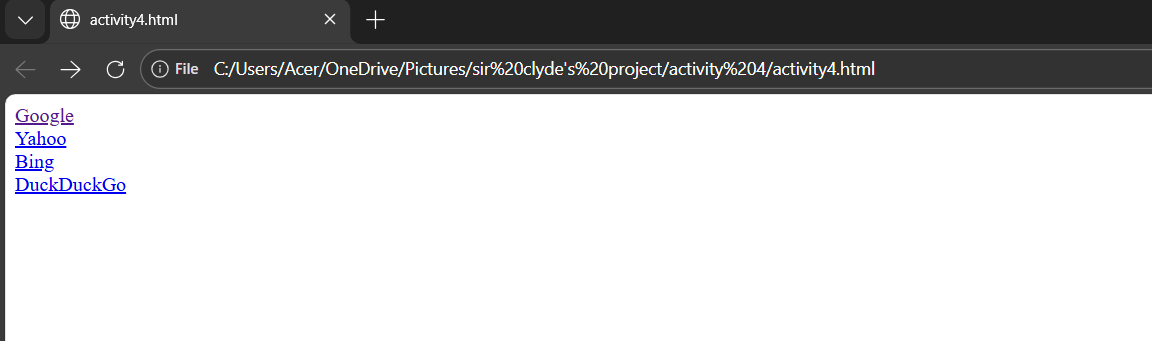 activity4.html
File C:/Users/Acer/OneDrive/Pictures/sir%20clyde's%20project/activity%204/activity4.html
Google
Yahoo
Bing
DuckDuckGo